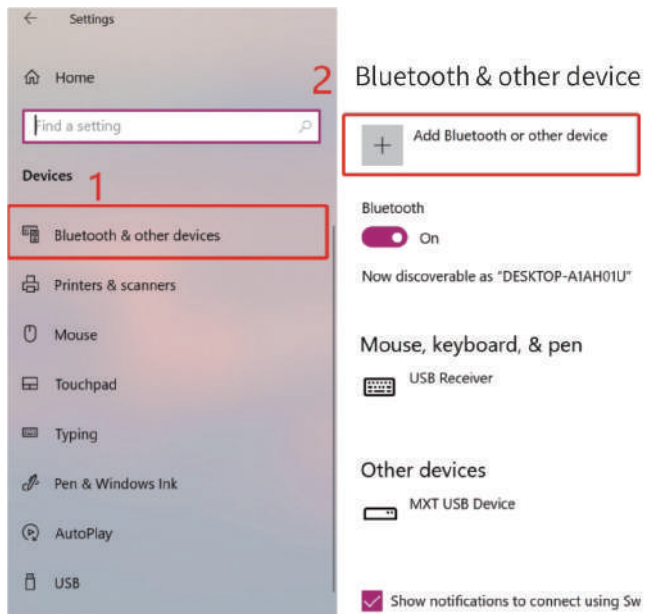 Settings
Home
Find a setting
Devices
1
Bluetooth & other devices
Printers & scanners
Mouse
Touchpad
Typing
Pen & Windows Ink
AutoPlay
USB
2
Bluetooth & other device
Add Bluetooth or other device
Bluetooth
On
Now discoverable as "DESKTOP-A1AH01U"
Mouse, keyboard, & pen
USB Receiver
Other devices
MXT USB Device
Show notifications to connect using Sw